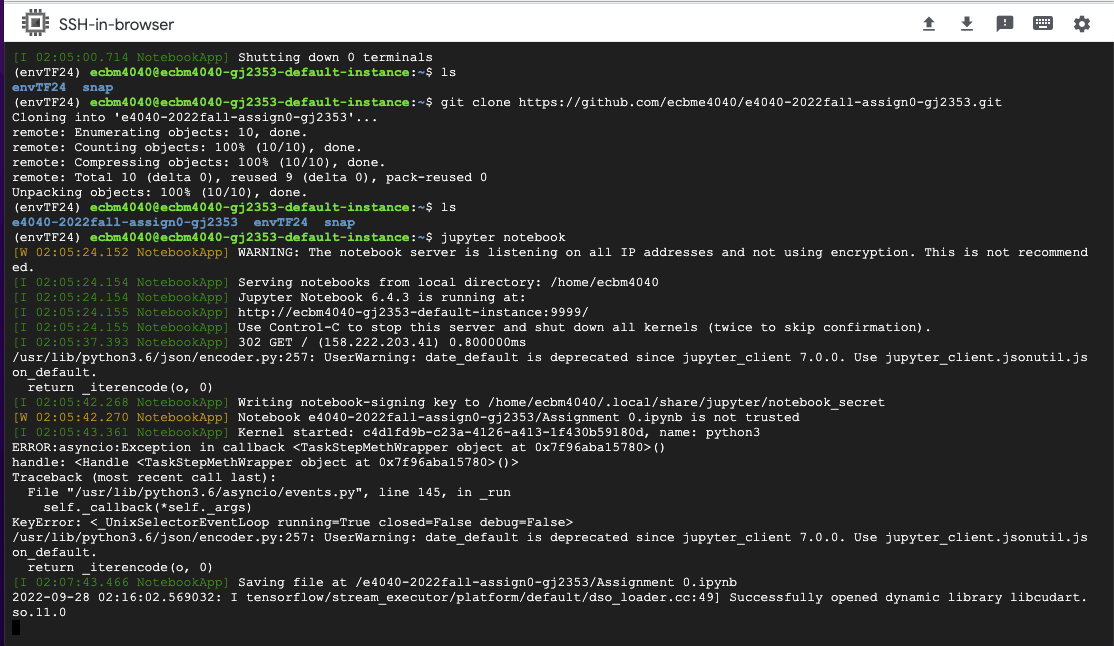 SSH-in-browser
[I 02:05:00.714 NotebookApp] Shutting down 0 terminals
(envTF24) ecbm4040@ecbm4040-gj2353-default-instance:~$ ls
envTF24  snap
(envTF24) ecbm4040@ecbm4040-gj2353-default-instance:~$ git clone https://github.com/ecbme4040/e4040-2022fall-assign0-gj2353.git
Cloning into 'e4040-2022fall-assign0-gj2353'...
remote: Enumerating objects: 10, done.
remote: Counting objects: 100% (10/10), done.
remote: Compressing objects: 100% (10/10), done.
remote: Total 10 (delta 0), reused 9 (delta 0), pack-reused 0
Unpacking objects: 100% (10/10), done.
(envTF24) ecbm4040@ecbm4040-gj2353-default-instance:~$ ls
e4040-2022fall-assign0-gj2353  envTF24  snap
(envTF24) ecbm4040@ecbm4040-gj2353-default-instance:~$ jupyter notebook
[W 02:05:24.152 NotebookApp] WARNING: The notebook server is listening on all IP addresses and not using encryption. This is not recommend
ed.
[I 02:05:24.154 NotebookApp] Serving notebooks from local directory: /home/ecbm4040
[I 02:05:24.154 NotebookApp] Jupyter Notebook 6.4.3 is running at:
[I 02:05:24.155 NotebookApp] http://ecbm4040-gj2353-default-instance:9999/
[I 02:05:24.155 NotebookApp] Use Control-C to stop this server and shut down all kernels (twice to skip confirmation).
[I 02:05:37.393 NotebookApp] 302 GET / (158.222.203.41) 0.800000ms
/usr/lib/python3.6/json/encoder.py:257: UserWarning: date_default is deprecated since jupyter_client 7.0.0. Use jupyter_client.jsonutil.js
on_default.
  return _iterencode(o, 0)
[I 02:05:42.268 NotebookApp] Writing notebook-signing key to /home/ecbm4040/.local/share/jupyter/notebook_secret
[W 02:05:42.270 NotebookApp] Notebook e4040-2022fall-assign0-gj2353/Assignment 0.ipynb is not trusted
[I 02:05:43.361 NotebookApp] Kernel started: c4d1fd9b-c23a-4126-a413-1f430b59180d, name: python3
ERROR:asyncio:Exception in callback <TaskStepMethWrapper object at 0x7f96aba15780>()
handle: <Handle <TaskStepMethWrapper object at 0x7f96aba15780>()>
Traceback (most recent call last):
  File "/usr/lib/python3.6/asyncio/events.py", line 145, in _run
    self._callback(*self._args)
KeyError: <_UnixSelectorEventLoop running=True closed=False debug=False>
/usr/lib/python3.6/json/encoder.py:257: UserWarning: date_default is deprecated since jupyter_client 7.0.0. Use jupyter_client.jsonutil.js
on_default.
  return _iterencode(o, 0)
[I 02:07:43.466 NotebookApp] Saving file at /e4040-2022fall-assign0-gj2353/Assignment 0.ipynb
2022-09-28 02:16:02.569032: I tensorflow/stream_executor/platform/default/dso_loader.cc:49] Successfully opened dynamic library libcudart.
so.11.0